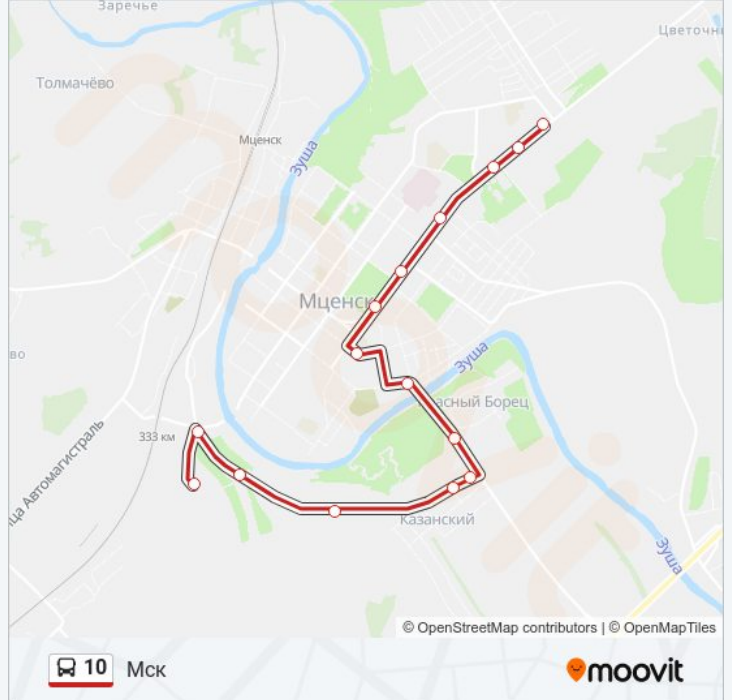 Заречье
Цветочн
Толмачёво
Мценск
Зуша
Мценск
во
Зуша
асный Борец
333 км
ца Автомагистраль
Казанский
Зуша
© OpenStreetMap contributors | © OpenMapTiles
10 Мск
moovit